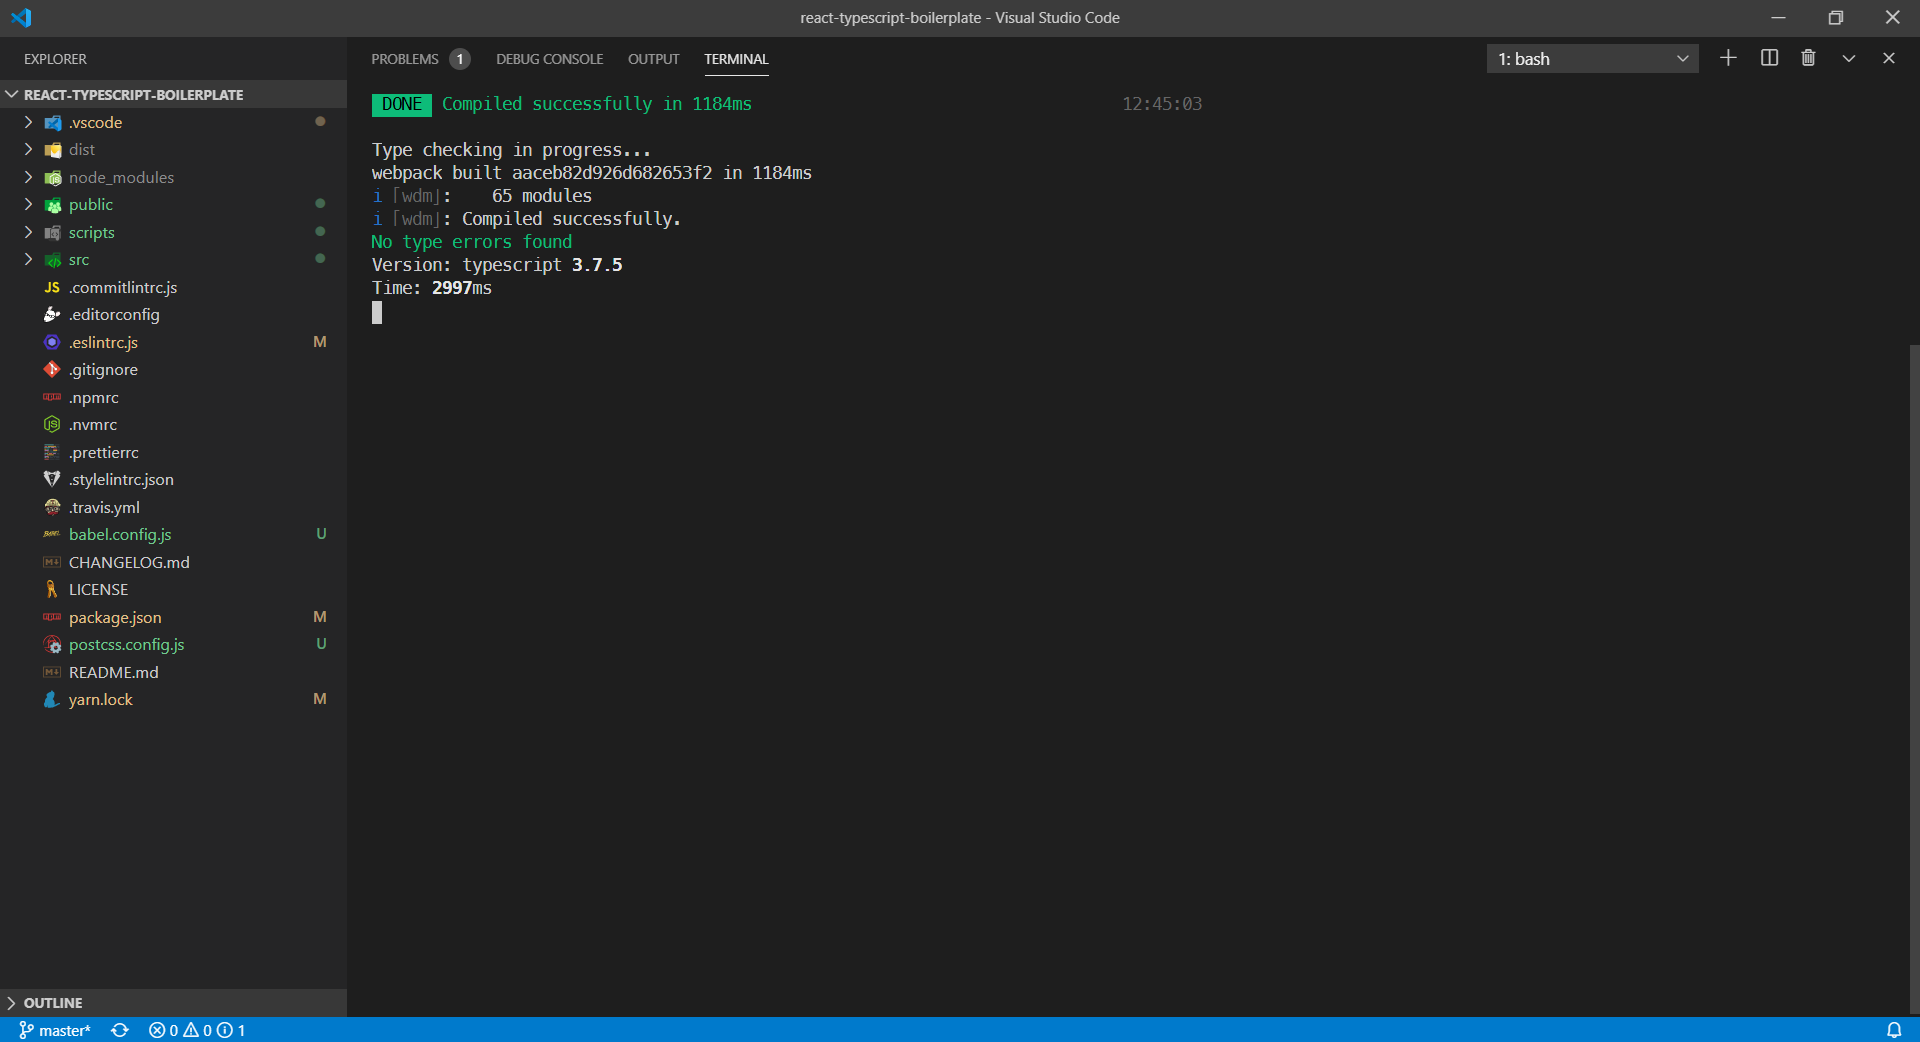 react-typescript-boilerplate - Visual Studio Code
EXPLORER
REACT-TYPESCRIPT-BOILERPLATE
.vscode
dist
node_modules
public
scripts
src
JS .commitlintrc.js
.editorconfig
.eslintrc.js M
.gitignore
.npmrc
.nvmrc
.prettierrc
.stylelintrc.json
.travis.yml
babel.config.js U
CHANGELOG.md
LICENSE
package.json M
postcss.config.js U
README.md
yarn.lock M
OUTLINE
PROBLEMS 1 DEBUG CONSOLE OUTPUT TERMINAL 1: bash
DONE Compiled successfully in 1184ms 12:45:03
Type checking in progress...
webpack built aaceb82d926d682653f2 in 1184ms
i ｢wdm｣: 65 modules
i ｢wdm｣: Compiled successfully.
No type errors found
Version: typescript 3.7.5
Time: 2997ms
master* 0 0 1